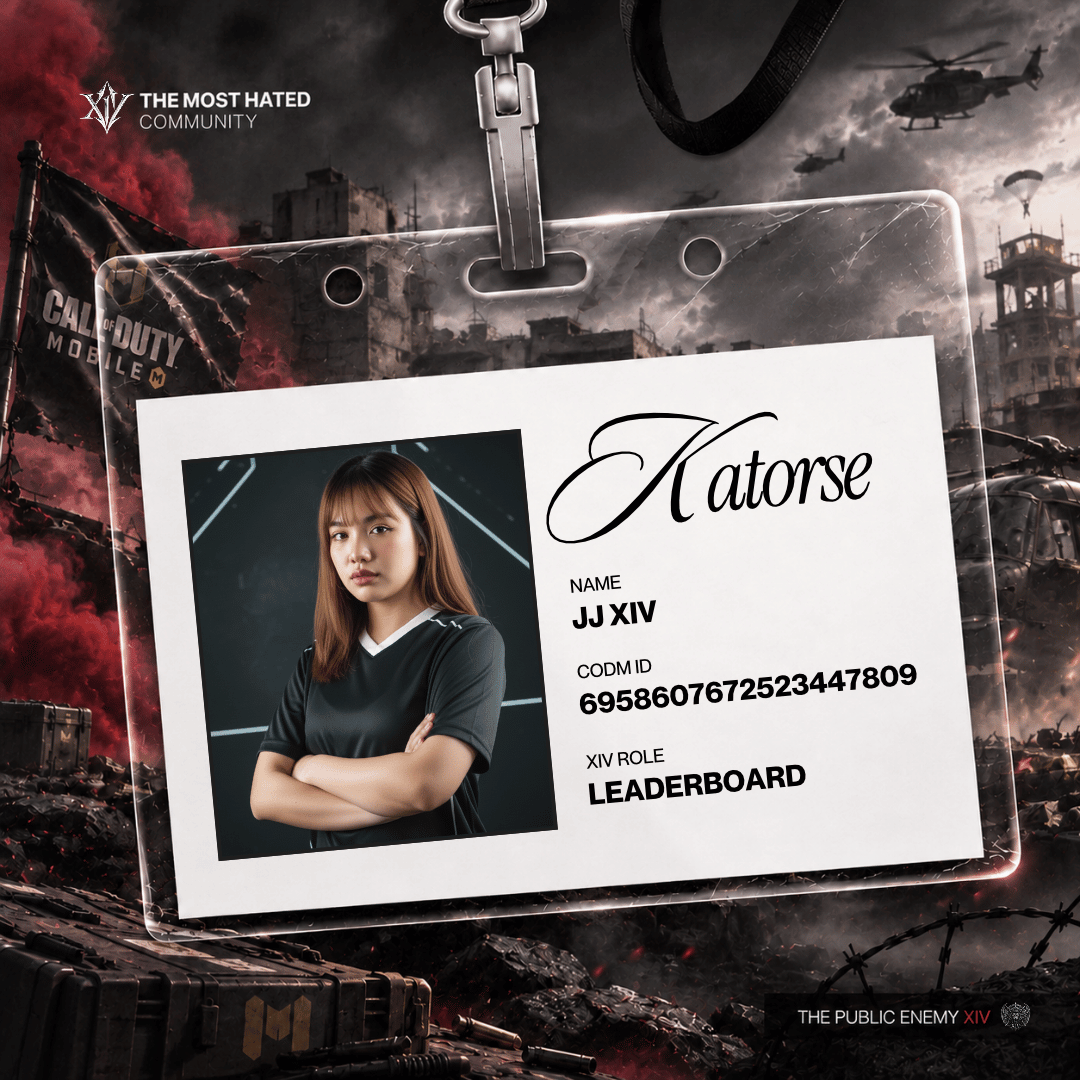 XIV THE MOST HATED
COMMUNITY
CALL OF DUTY
MOBILE
Katorse
NAME
JJ XIV
CODM ID
6958607672523447809
XIV ROLE
LEADERBOARD
THE PUBLIC ENEMY XIV